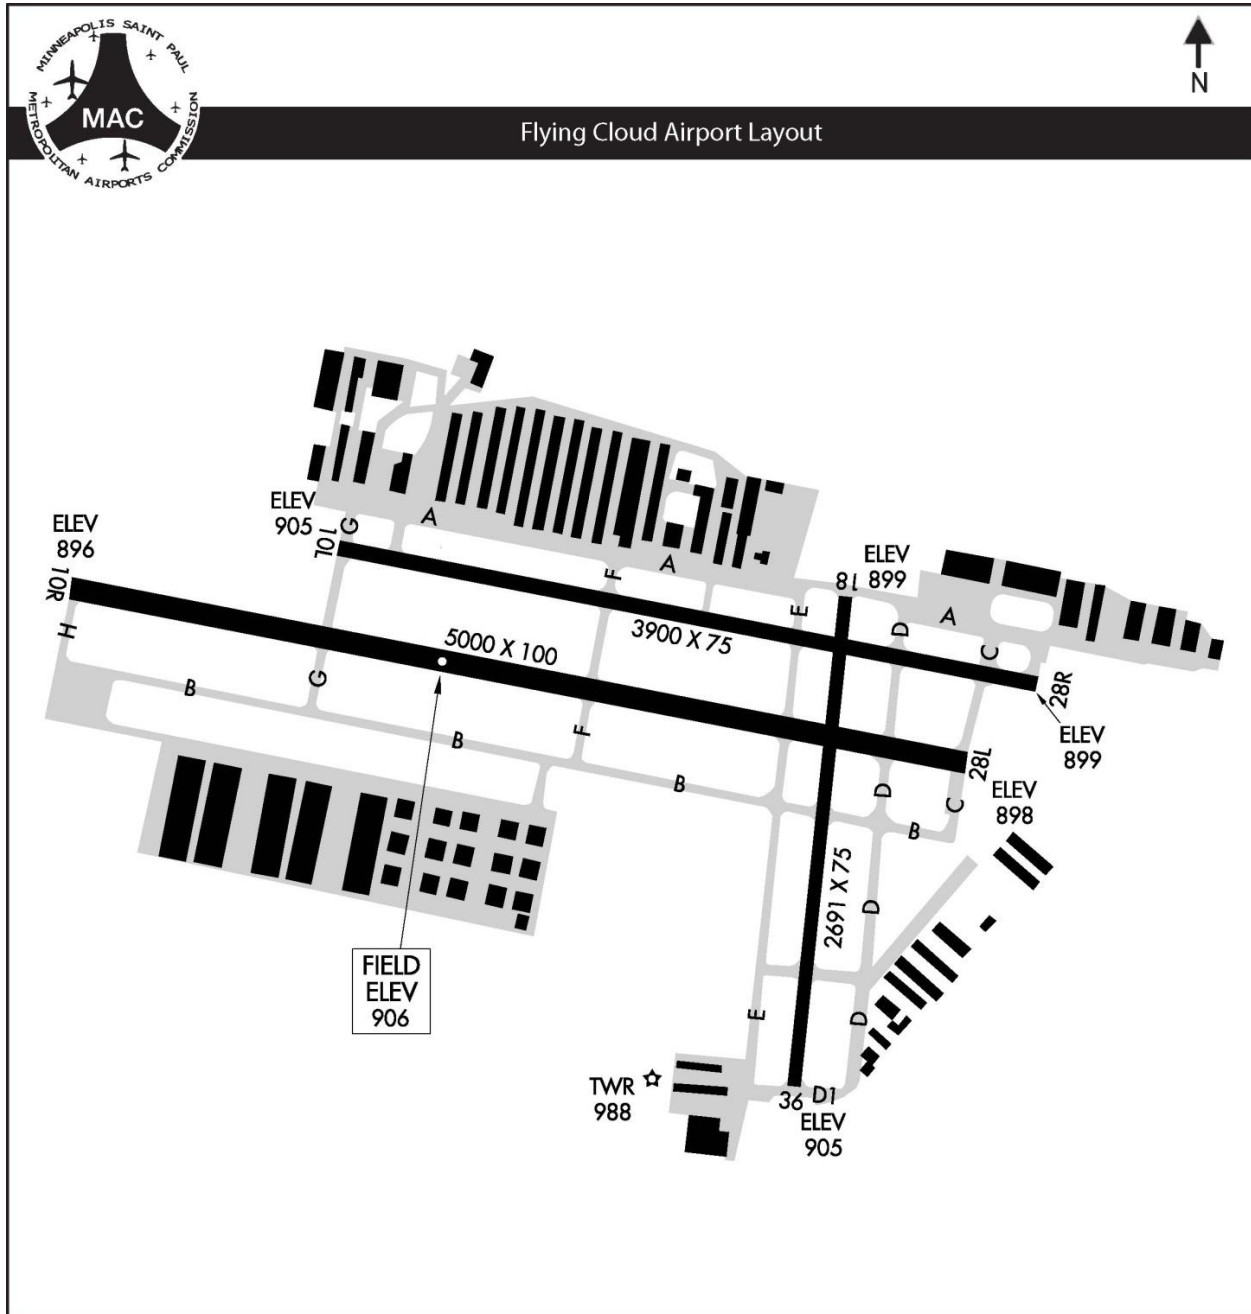 MINNEAPOLIS SAINT PAUL
MAC
METROPOLITAN AIRPORTS COMMISSION
N
Flying Cloud Airport Layout
ELEV
905
10L
G
A
ELEV
896
10R
H
A
F
E
18
ELEV
899
D
A
C
28R
ELEV
899
3900 X 75
5000 X 100
G
B
B
F
B
28L
D
C
B
ELEV
898
2691 X 75
D
FIELD
ELEV
906
E
D
TWR
988
36
D1
ELEV
905